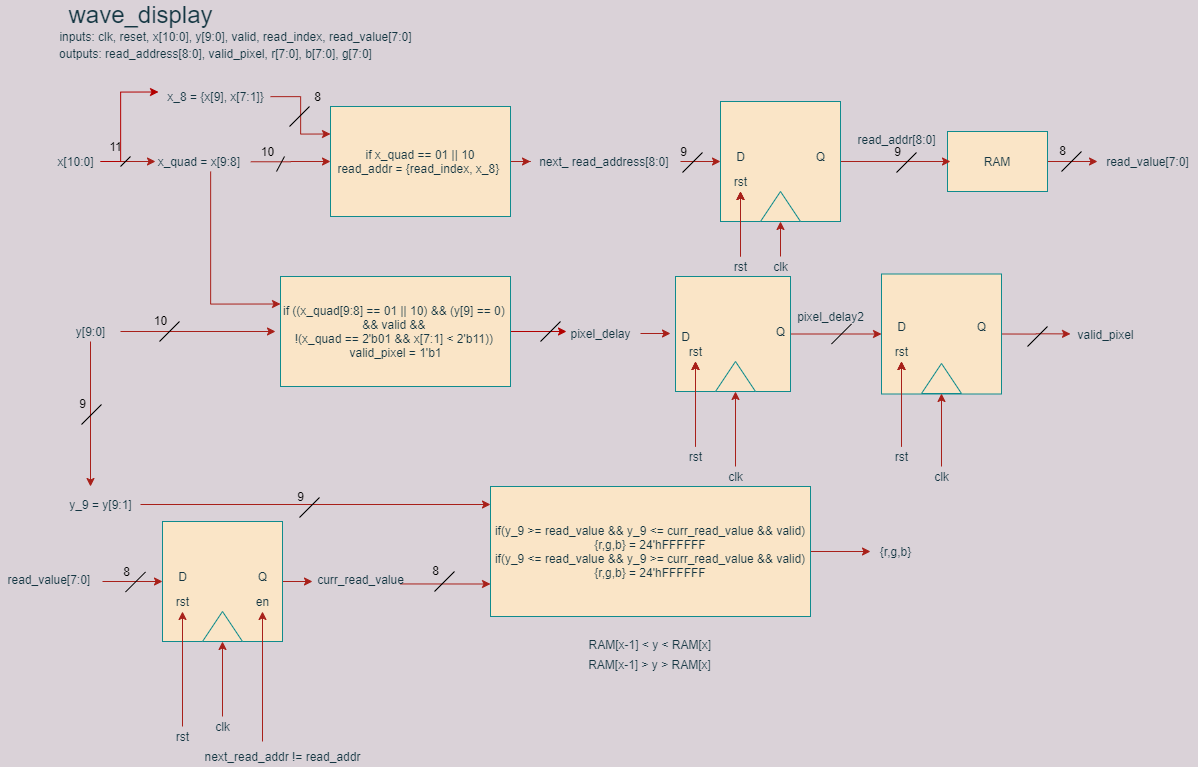 wave_display
inputs: clk, reset, x[10:0], y[9:0], valid, read_index, read_value[7:0]
outputs: read_address[8:0], valid_pixel, r[7:0], b[7:0], g[7:0]
x_8 = {x[9], x[7:1]}
8
x[10:0]
11
x_quad = x[9:8]
10
if x_quad == 01 || 10
read_addr = {read_index, x_8}
next_read_address[8:0]
9
D
Q
rst
rst
clk
read_addr[8:0]
9
RAM
8
read_value[7:0]
y[9:0]
10
if ((x_quad[9:8] == 01 || 10) && (y[9] == 0)
&& valid &&
!(x_quad == 2'b01 && x[7:1] < 2'b11))
valid_pixel = 1'b1
pixel_delay
D
Q
rst
rst
clk
pixel_delay2
D
Q
rst
rst
clk
valid_pixel
9
y_9 = y[9:1]
9
read_value[7:0]
8
D
Q
rst
en
rst
clk
next_read_addr != read_addr
curr_read_value
8
if(y_9 >= read_value && y_9 <= curr_read_value && valid)
{r,g,b} = 24'hFFFFFF
if(y_9 <= read_value && y_9 >= curr_read_value && valid)
{r,g,b} = 24'hFFFFFF
{r,g,b}
RAM[x-1] < y < RAM[x]
RAM[x-1] > y > RAM[x]